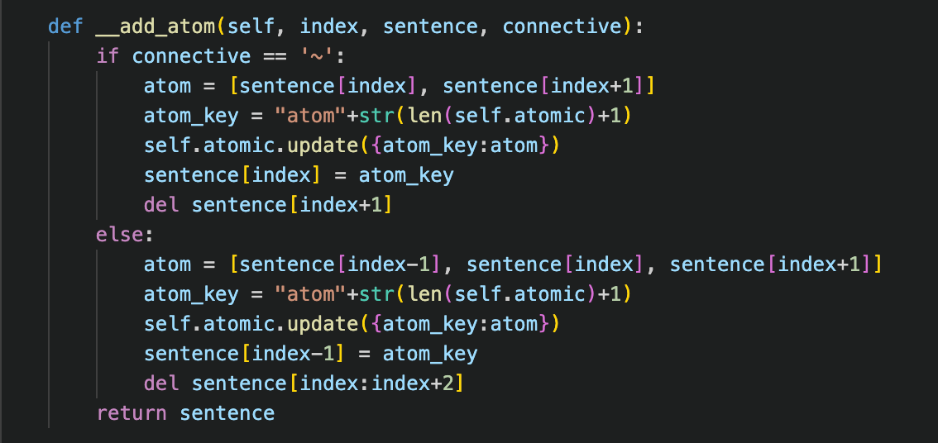 def __add_atom(self, index, sentence, connective):
    if connective == '~':
        atom = [sentence[index], sentence[index+1]]
        atom_key = "atom"+str(len(self.atomic)+1)
        self.atomic.update({atom_key:atom})
        sentence[index] = atom_key
        del sentence[index+1]
    else:
        atom = [sentence[index-1], sentence[index], sentence[index+1]]
        atom_key = "atom"+str(len(self.atomic)+1)
        self.atomic.update({atom_key:atom})
        sentence[index-1] = atom_key
        del sentence[index:index+2]
    return sentence